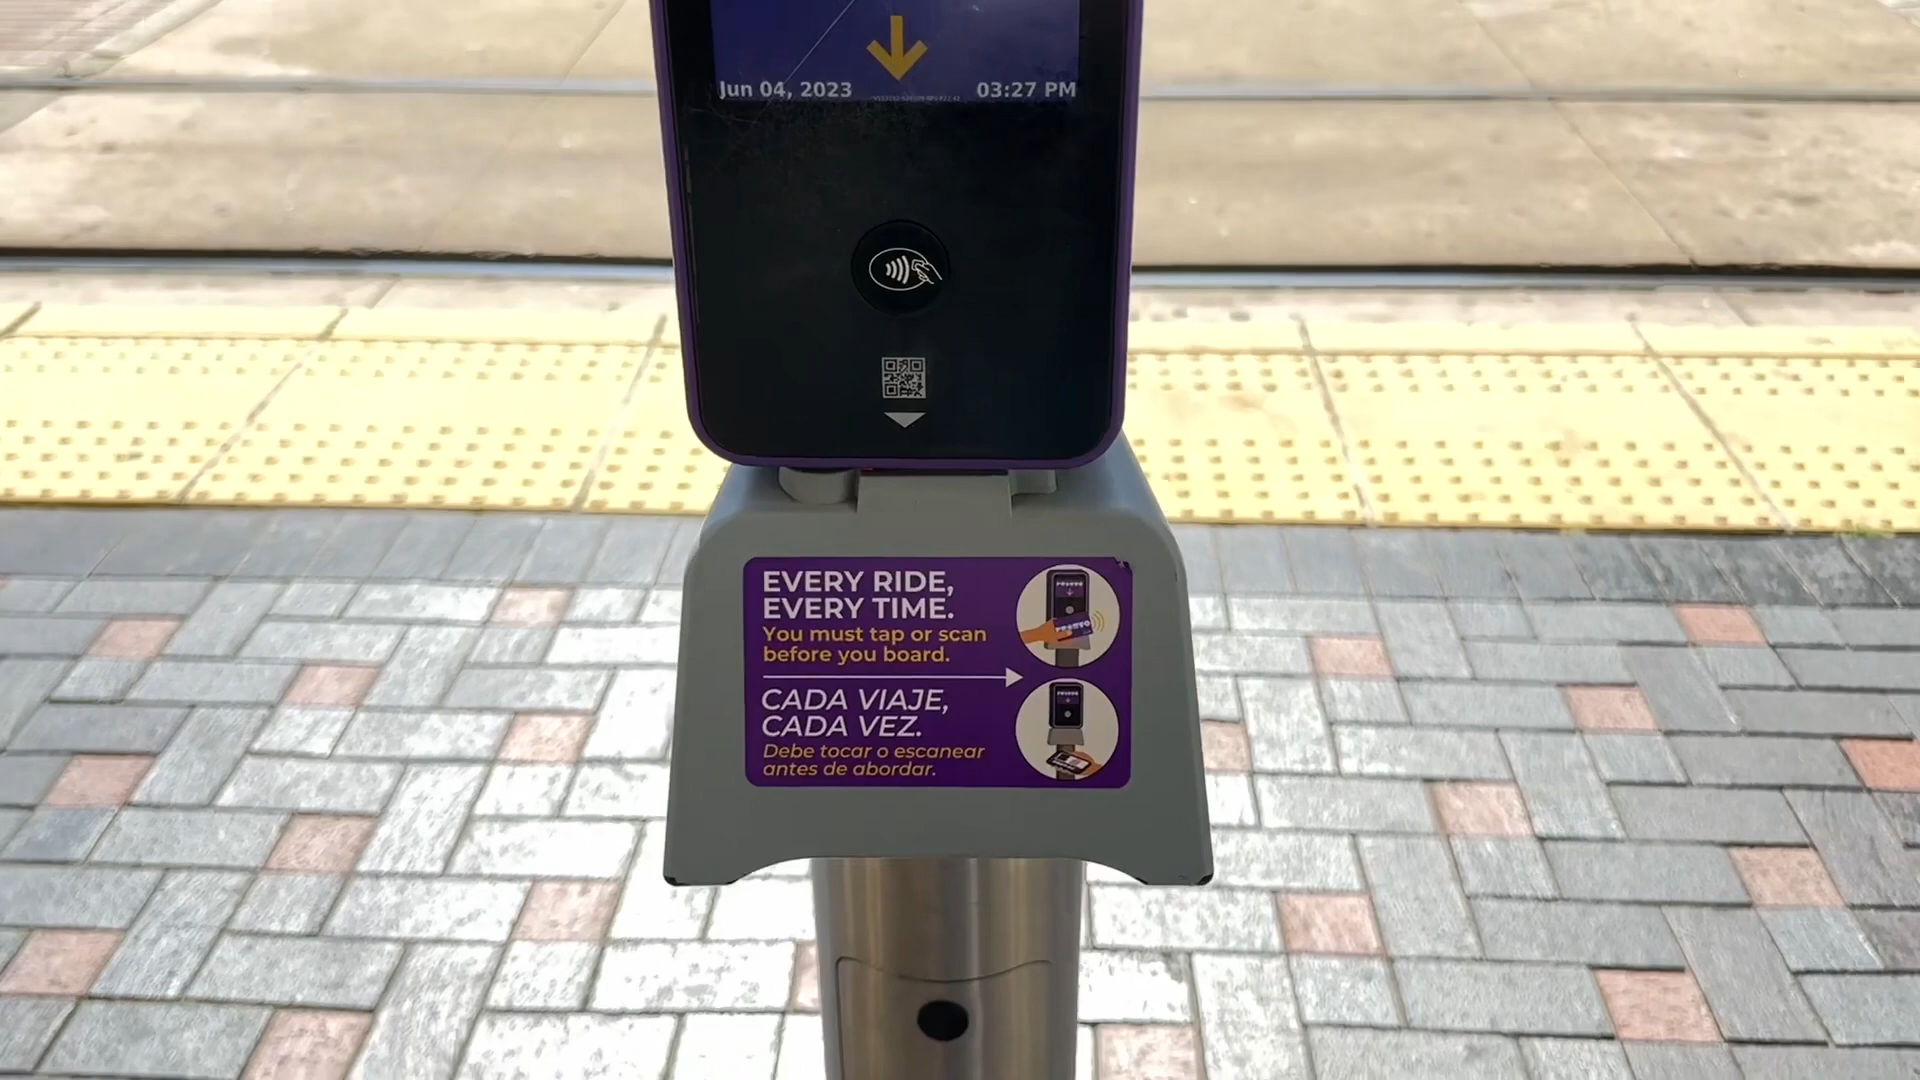 Jun 04, 2023 03:27 PM
EVERY RIDE,
EVERY TIME.
You must tap or scan
before you board.
PRONTO
CADA VIAJE,
CADA VEZ.
Debe tocar o escanear
antes de abordar.